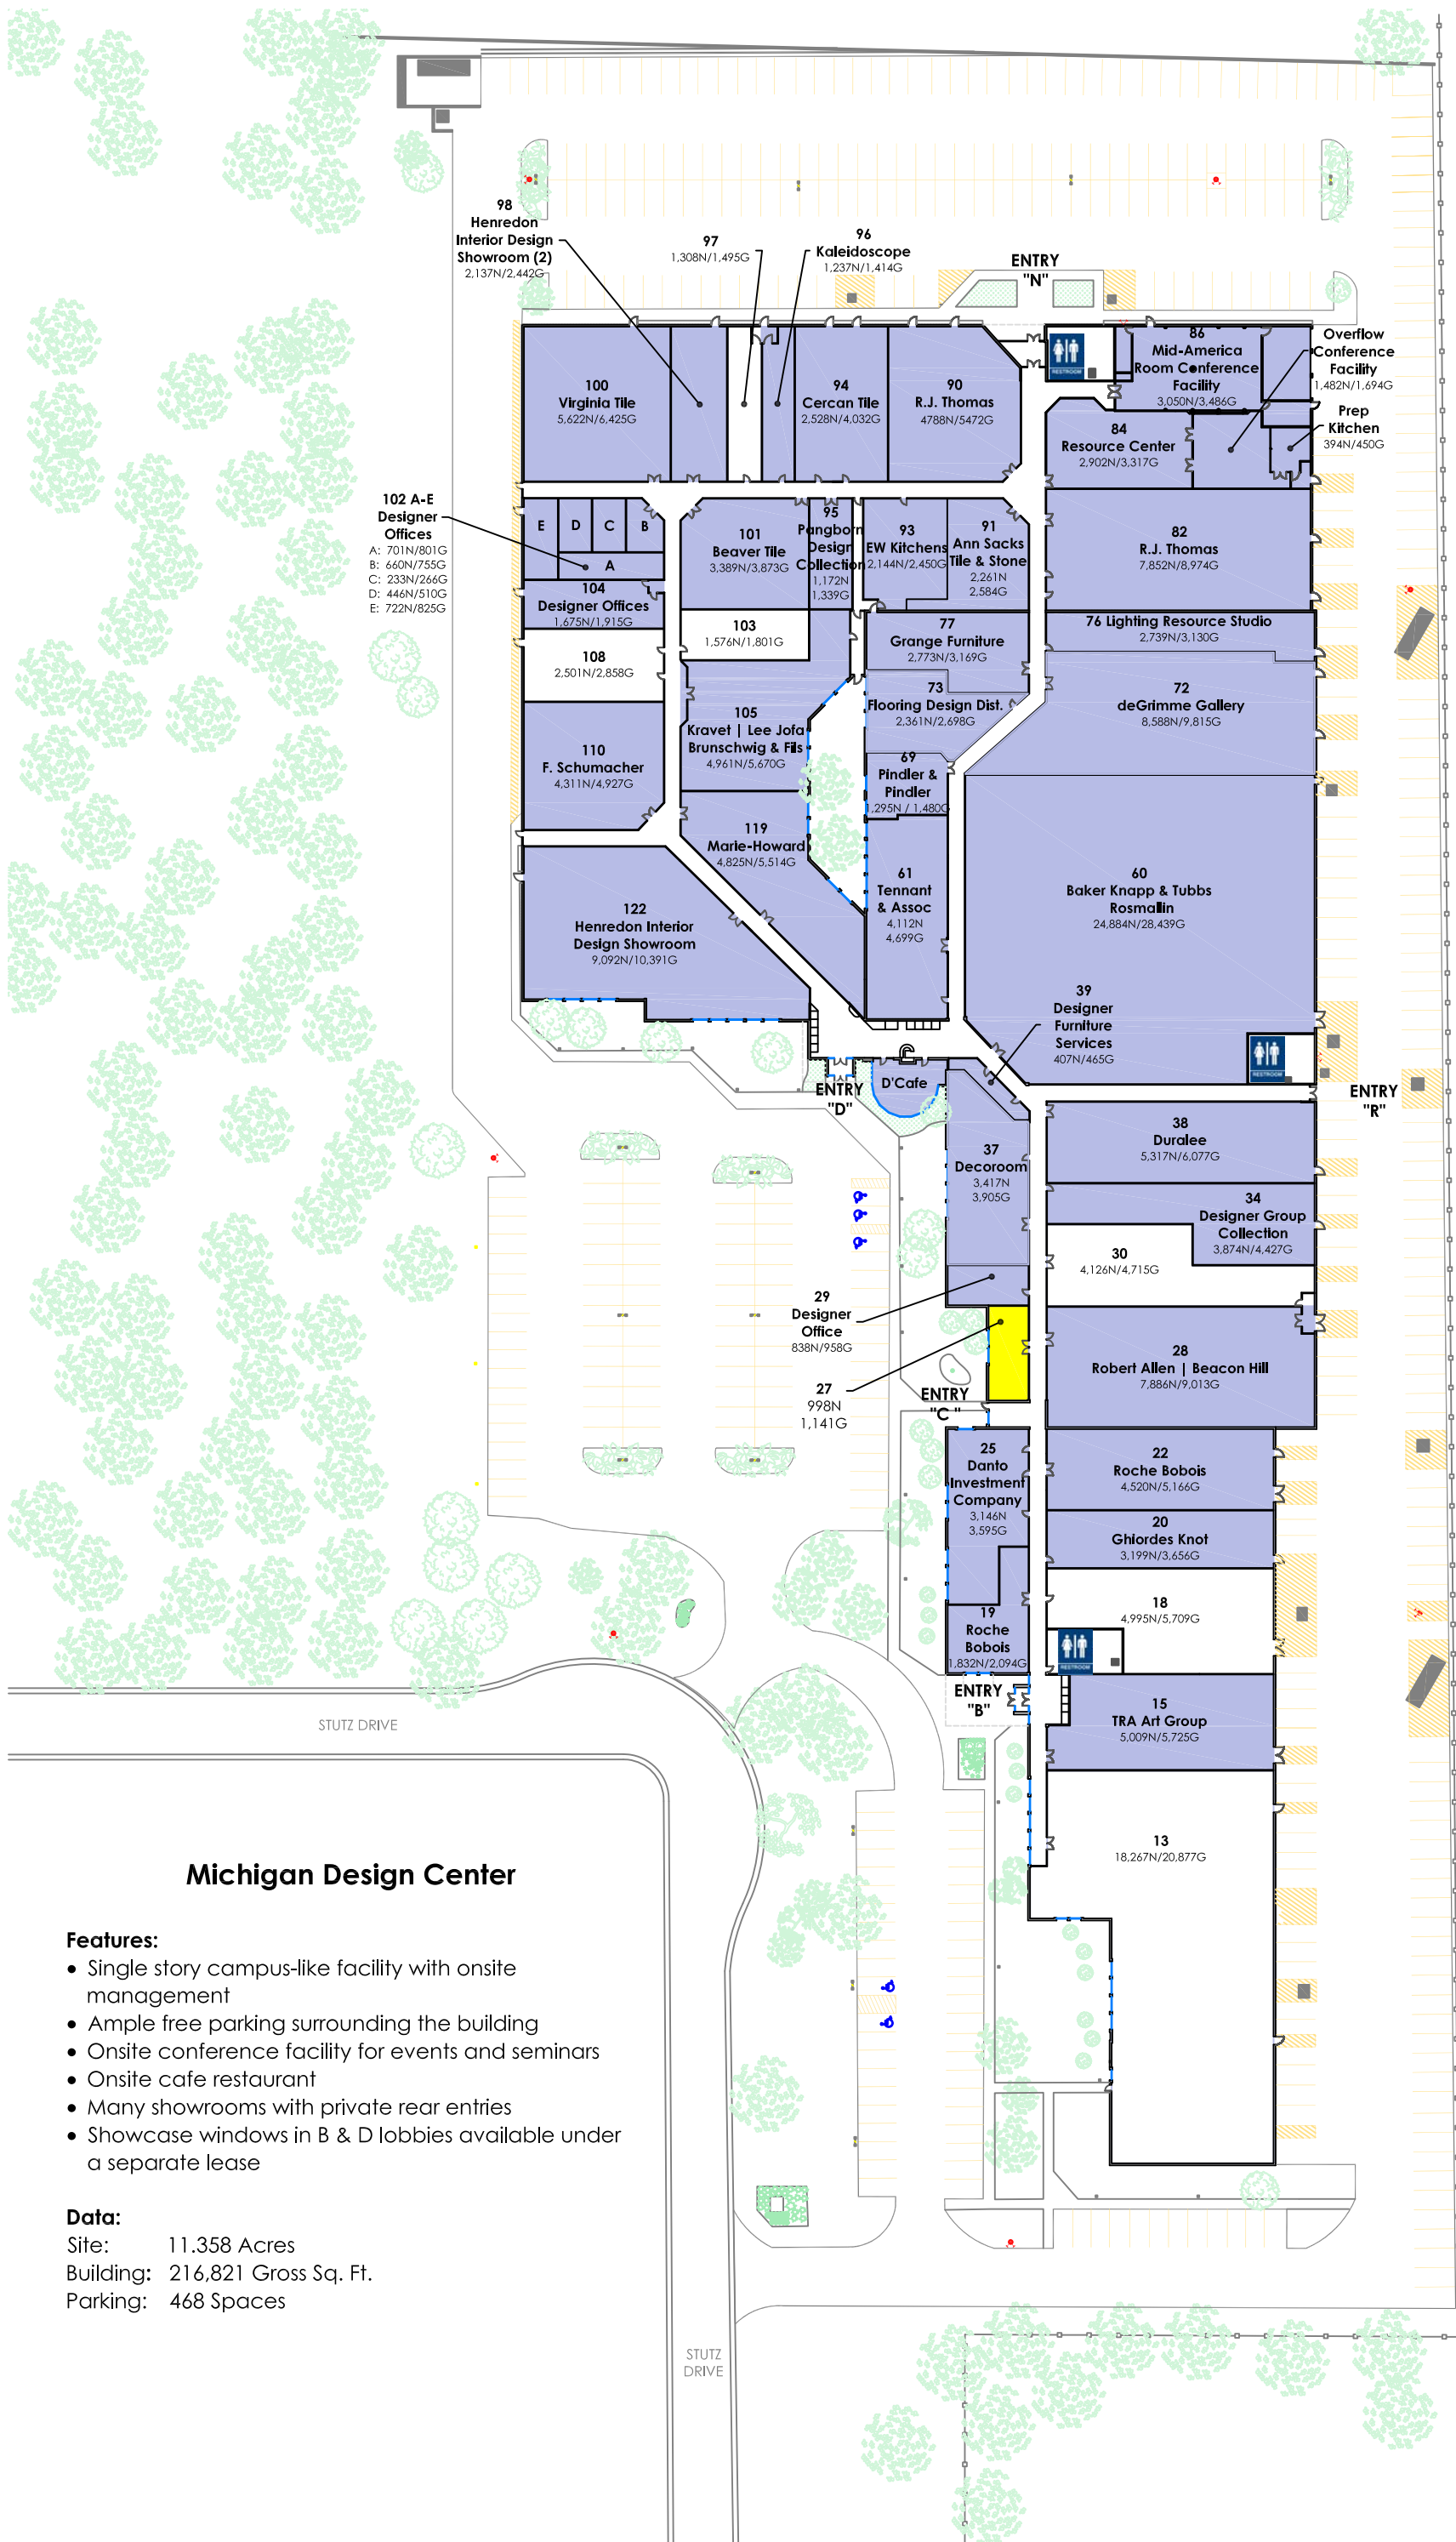 98
Henredon
Interior Design
Showroom (2)
2,137N/2,442G
97
1,308N/1,495G
96
Kaleidoscope
1,237N/1,414G
ENTRY
"N"
100
Virginia Tile
5,622N/6,425G
94
Cercan Tile
2,528N/4,032G
90
R.J. Thomas
4788N/5472G
RESTROOM
86
Mid-America
Room Conference
Facility
3,050N/3,486G
Overflow
Conference
Facility
1,482N/1,694G
Prep
Kitchen
394N/450G
84
Resource Center
2,902N/3,317G
102 A-E
Designer
Offices
A: 701N/801G
B: 660N/755G
C: 233N/266G
D: 446N/510G
E: 722N/825G
E
D
C
B
A
101
Beaver Tile
3,389N/3,873G
95
Pangborn
Design
Collection
1,172N
1,339G
93
EW Kitchens
2,144N/2,450G
91
Ann Sacks
Tile & Stone
2,261N
2,584G
82
R.J. Thomas
7,852N/8,974G
104
Designer Offices
1,675N/1,915G
103
1,576N/1,801G
77
Grange Furniture
2,773N/3,169G
76 Lighting Resource Studio
2,739N/3,130G
108
2,501N/2,858G
73
Flooring Design Dist.
2,361N/2,698G
72
deGrimme Gallery
8,588N/9,815G
105
Kravet | Lee Jofa
Brunschwig & Fils
4,961N/5,670G
110
F. Schumacher
4,311N/4,927G
69
Pindler &
Pindler
1,295N / 1,480G
119
Marie-Howard
4,825N/5,514G
61
Tennant
& Assoc
4,112N
4,699G
60
Baker Knapp & Tubbs
Rosmallin
24,884N/28,439G
122
Henredon Interior
Design Showroom
9,092N/10,391G
39
Designer
Furniture
Services
407N/465G
RESTROOM
ENTRY
"D"
D'Cafe
ENTRY
"R"
38
Duralee
5,317N/6,077G
37
Decoroom
3,417N
3,905G
34
Designer Group
Collection
3,874N/4,427G
30
4,126N/4,715G
29
Designer
Office
838N/958G
28
Robert Allen | Beacon Hill
7,886N/9,013G
27
998N
1,141G
ENTRY
"C "
25
Danto
Investment
Company
3,146N
3,595G
22
Roche Bobois
4,520N/5,166G
20
Ghiordes Knot
3,199N/3,656G
18
4,995N/5,709G
19
Roche
Bobois
1,832N/2,094G
RESTROOM
ENTRY
"B"
15
TRA Art Group
5,009N/5,725G
STUTZ DRIVE
13
18,267N/20,877G
Michigan Design Center
Features:
• Single story campus-like facility with onsite
management
• Ample free parking surrounding the building
• Onsite conference facility for events and seminars
• Onsite cafe restaurant
• Many showrooms with private rear entries
• Showcase windows in B & D lobbies available under
a separate lease
Data:
Site: 11.358 Acres
Building: 216,821 Gross Sq. Ft.
Parking: 468 Spaces
STUTZ
DRIVE